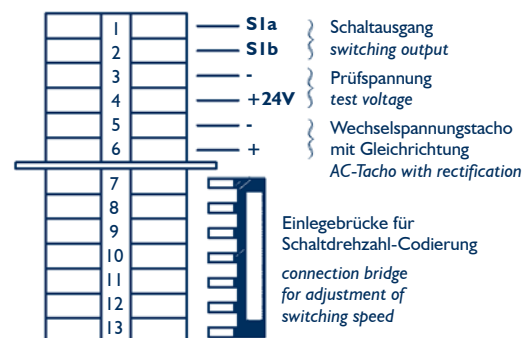 1 S1a Schaltausgang
2 S1b switching output
3 - Prüfspannung
4 +24V test voltage
5 - Wechselspannungstacho
6 + mit Gleichrichtung
AC-Tacho with rectification
7
8
9 Einlegebrücke für
10 Schaltdrehzahl-Codierung
11 connection bridge
12 for adjustment of
13 switching speed